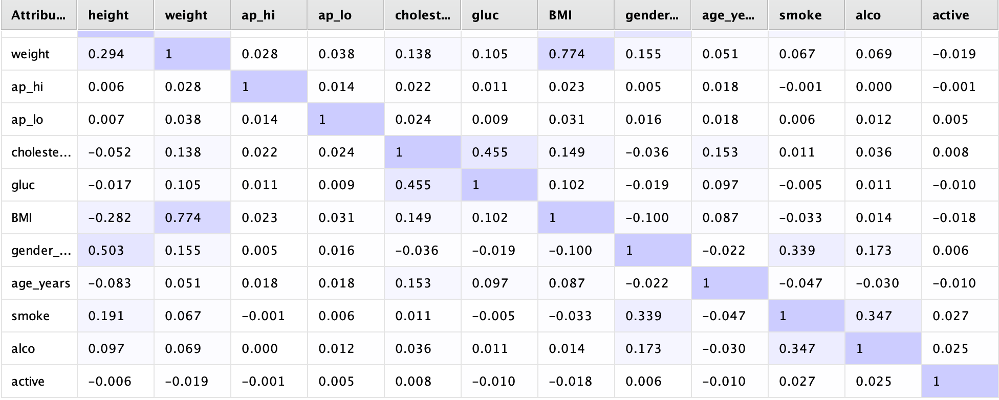 Attribu... height weight ap_hi ap_lo cholest... gluc BMI gender... age_ye... smoke alco active
weight 0.294 1 0.028 0.038 0.138 0.105 0.774 0.155 0.051 0.067 0.069 -0.019
ap_hi 0.006 0.028 1 0.014 0.022 0.011 0.023 0.005 0.018 -0.001 0.000 -0.001
ap_lo 0.007 0.038 0.014 1 0.024 0.009 0.031 0.016 0.018 0.006 0.012 0.005
choleste... -0.052 0.138 0.022 0.024 1 0.455 0.149 -0.036 0.153 0.011 0.036 0.008
gluc -0.017 0.105 0.011 0.009 0.455 1 0.102 -0.019 0.097 -0.005 0.011 -0.010
BMI -0.282 0.774 0.023 0.031 0.149 0.102 1 -0.100 0.087 -0.033 0.014 -0.018
gender_... 0.503 0.155 0.005 0.016 -0.036 -0.019 -0.100 1 -0.022 0.339 0.173 0.006
age_years -0.083 0.051 0.018 0.018 0.153 0.097 0.087 -0.022 1 -0.047 -0.030 -0.010
smoke 0.191 0.067 -0.001 0.006 0.011 -0.005 -0.033 0.339 -0.047 1 0.347 0.027
alco 0.097 0.069 0.000 0.012 0.036 0.011 0.014 0.173 -0.030 0.347 1 0.025
active -0.006 -0.019 -0.001 0.005 0.008 -0.010 -0.018 0.006 -0.010 0.027 0.025 1